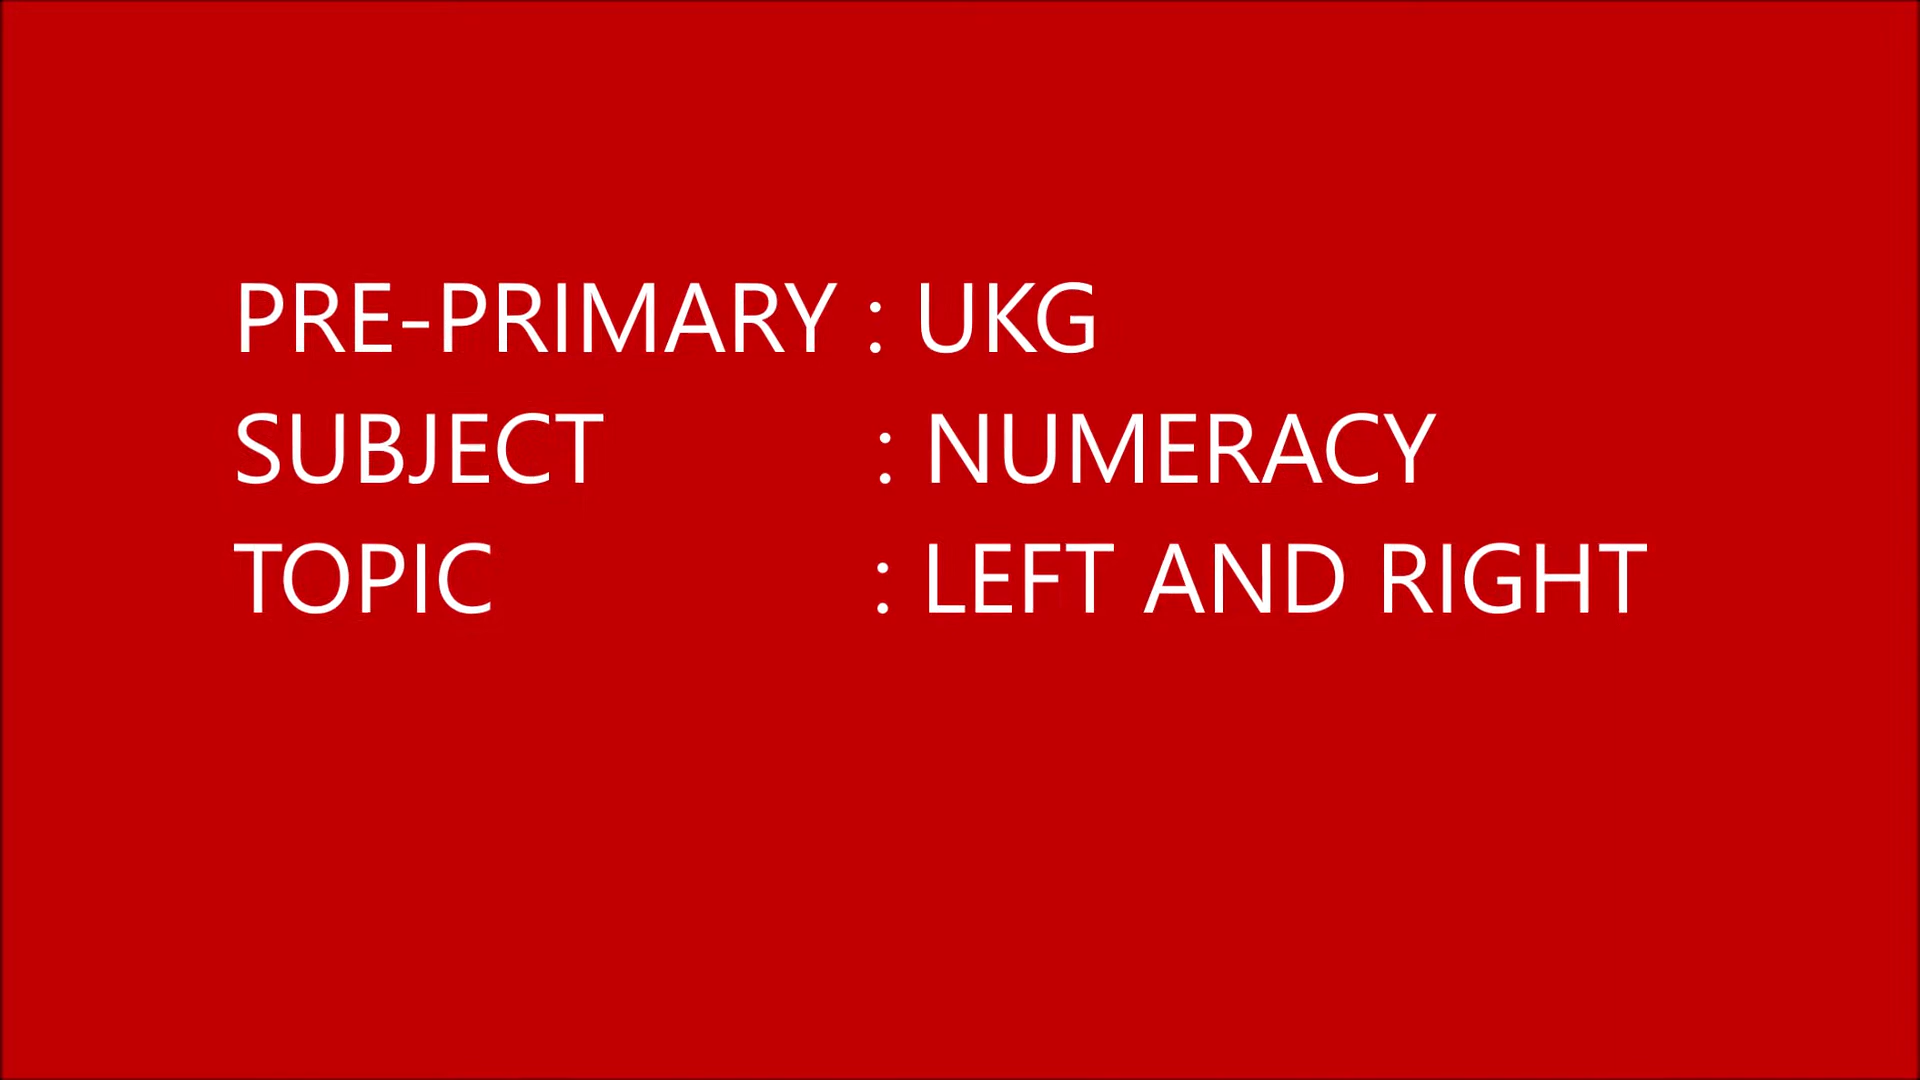 PRE-PRIMARY : UKG
SUBJECT : NUMERACY
TOPIC : LEFT AND RIGHT